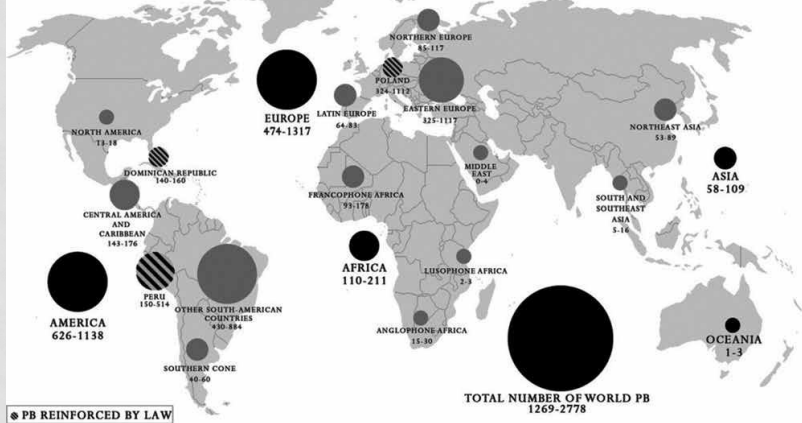 NORTHERN EUROPE
85-117
POLAND
324-1112
EUROPE
474-1317
LATIN EUROPE
64-83
EASTERN EUROPE
325-1117
NORTH AMERICA
13-18
NORTHEAST ASIA
53-89
DOMINICAN REPUBLIC
140-160
MIDDLE
EAST
0-4
ASIA
58-109
FRANCOPHONE AFRICA
93-178
SOUTH AND
SOUTHEAST
ASIA
5-16
CENTRAL AMERICA
AND
CARIBBEAN
143-176
AFRICA
110-211
LUSOPHONE AFRICA
2-3
PERU
150-514
OTHER SOUTH-AMERICAN
COUNTRIES
430-884
AMERICA
626-1138
ANGLOPHONE AFRICA
15-30
OCEANIA
1-3
SOUTHERN CONE
40-60
TOTAL NUMBER OF WORLD PB
1269-2778
PB REINFORCED BY LAW